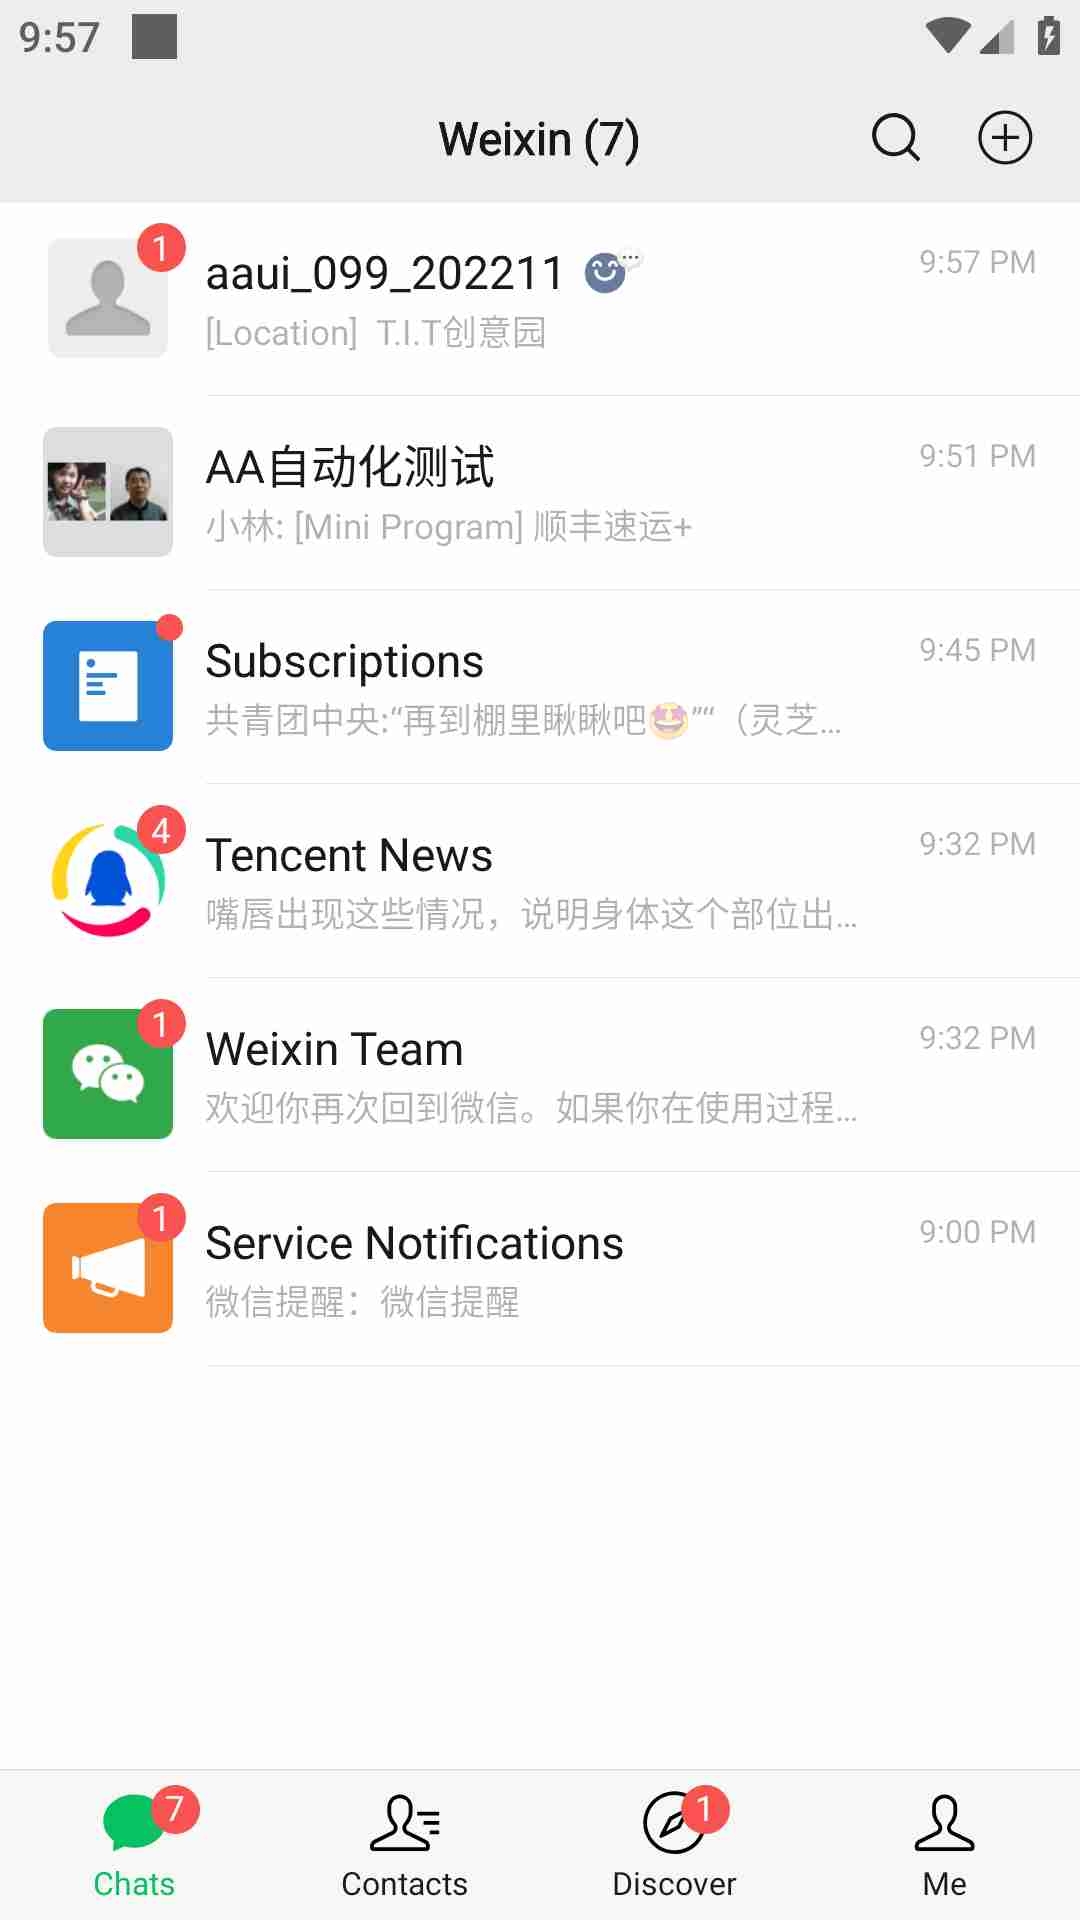 9:57
Weixin (7)
1
aaui_099_202211
9:57 PM
[Location] T.I.T创意园
AA自动化测试
9:51 PM
小林: [Mini Program] 顺丰速运+
Subscriptions
9:45 PM
共青团中央:“再到棚里瞅瞅吧🤩”“（灵芝...
4
Tencent News
9:32 PM
嘴唇出现这些情况，说明身体这个部位出...
1
Weixin Team
9:32 PM
欢迎你再次回到微信。如果你在使用过程...
1
Service Notifications
9:00 PM
微信提醒：微信提醒
7
1
Chats
Contacts
Discover
Me